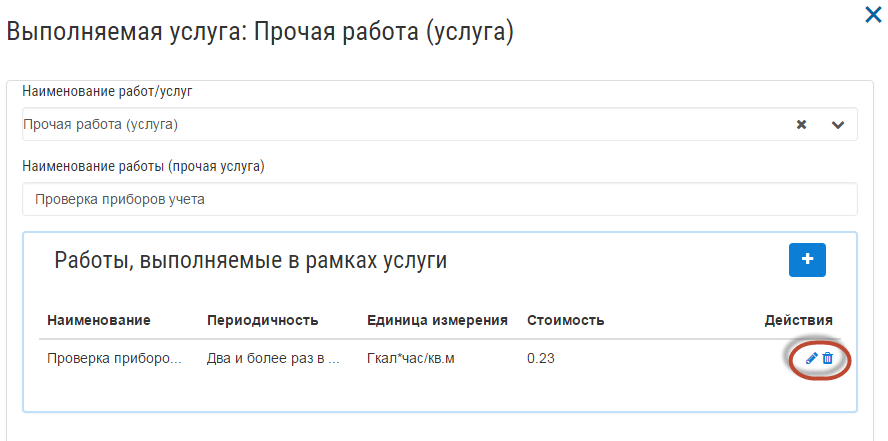 Выполняемая услуга: Прочая работа (услуга)
Наименование работ/услуг
Прочая работа (услуга)
Наименование работы (прочая услуга)
Проверка приборов учета
Работы, выполняемые в рамках услуги
Наименование Периодичность Единица измерения Стоимость Действия
Проверка приборо... Два и более раз в ... Гкал*час/кв.м 0.23